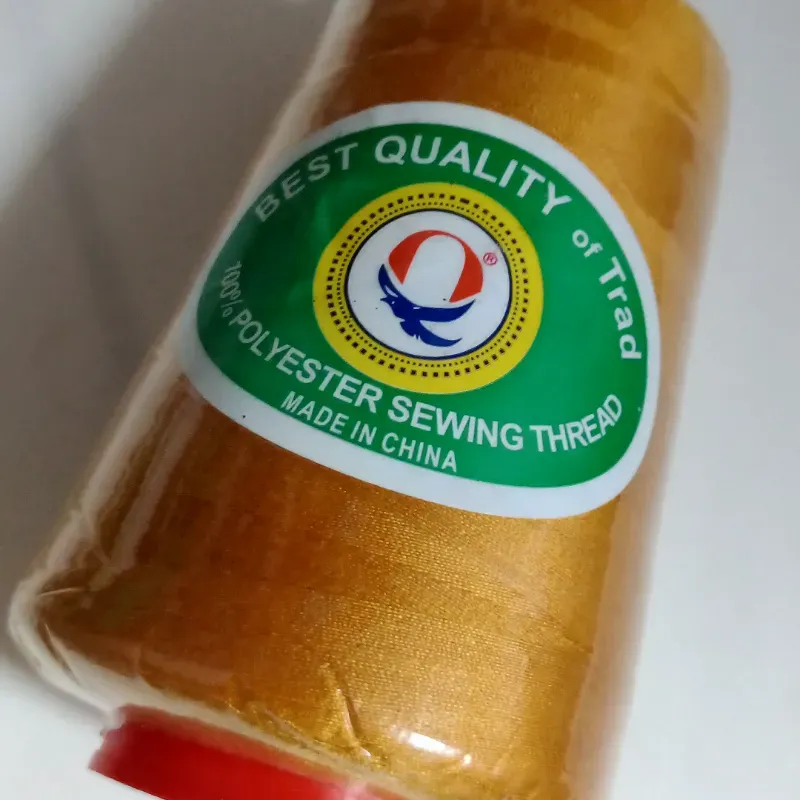 BEST QUALITY of Trad
®
100% POLYESTER SEWING THREAD
MADE IN CHINA